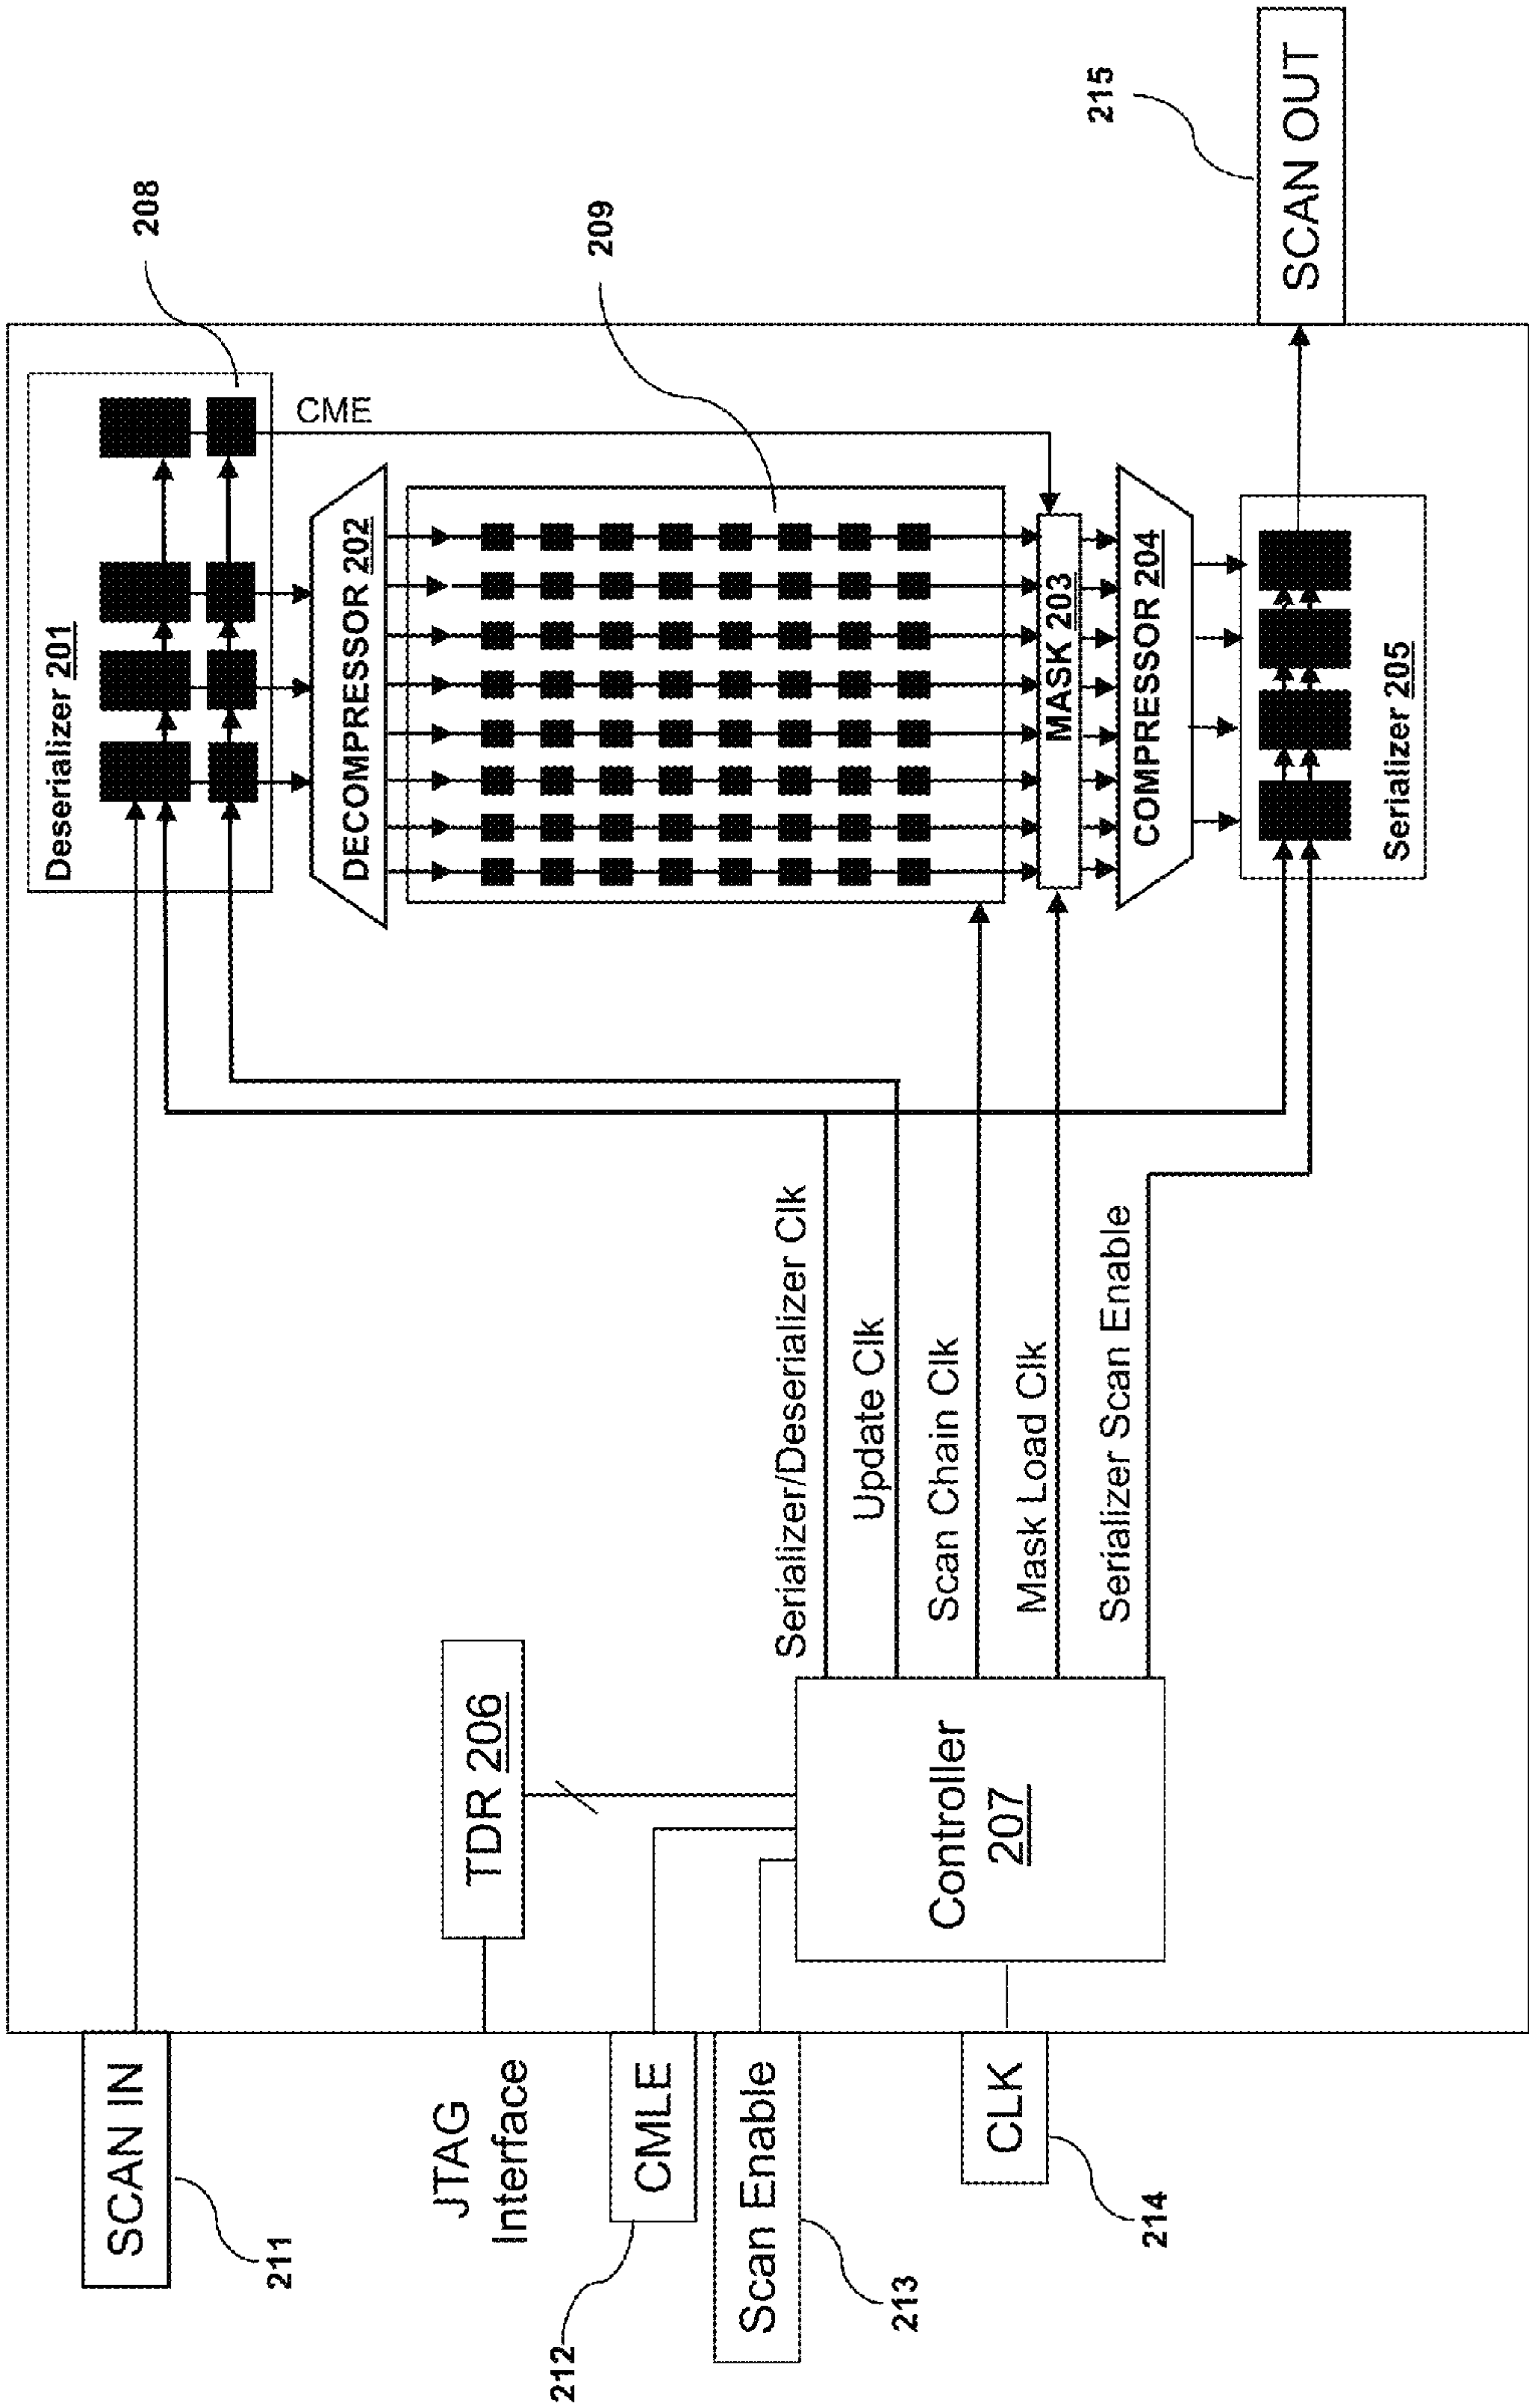 SCAN IN
211
JTAG
Interface
CMLE
212
Scan Enable
213
CLK
214
TDR 206
Controller
207
Serializer/Deserializer Clk
Update Clk
Scan Chain Clk
Mask Load Clk
Serializer Scan Enable
Deserializer 201
208
CME
DECOMPRESSOR 202
209
MASK 203
COMPRESSOR 204
Serializer 205
SCAN OUT
215